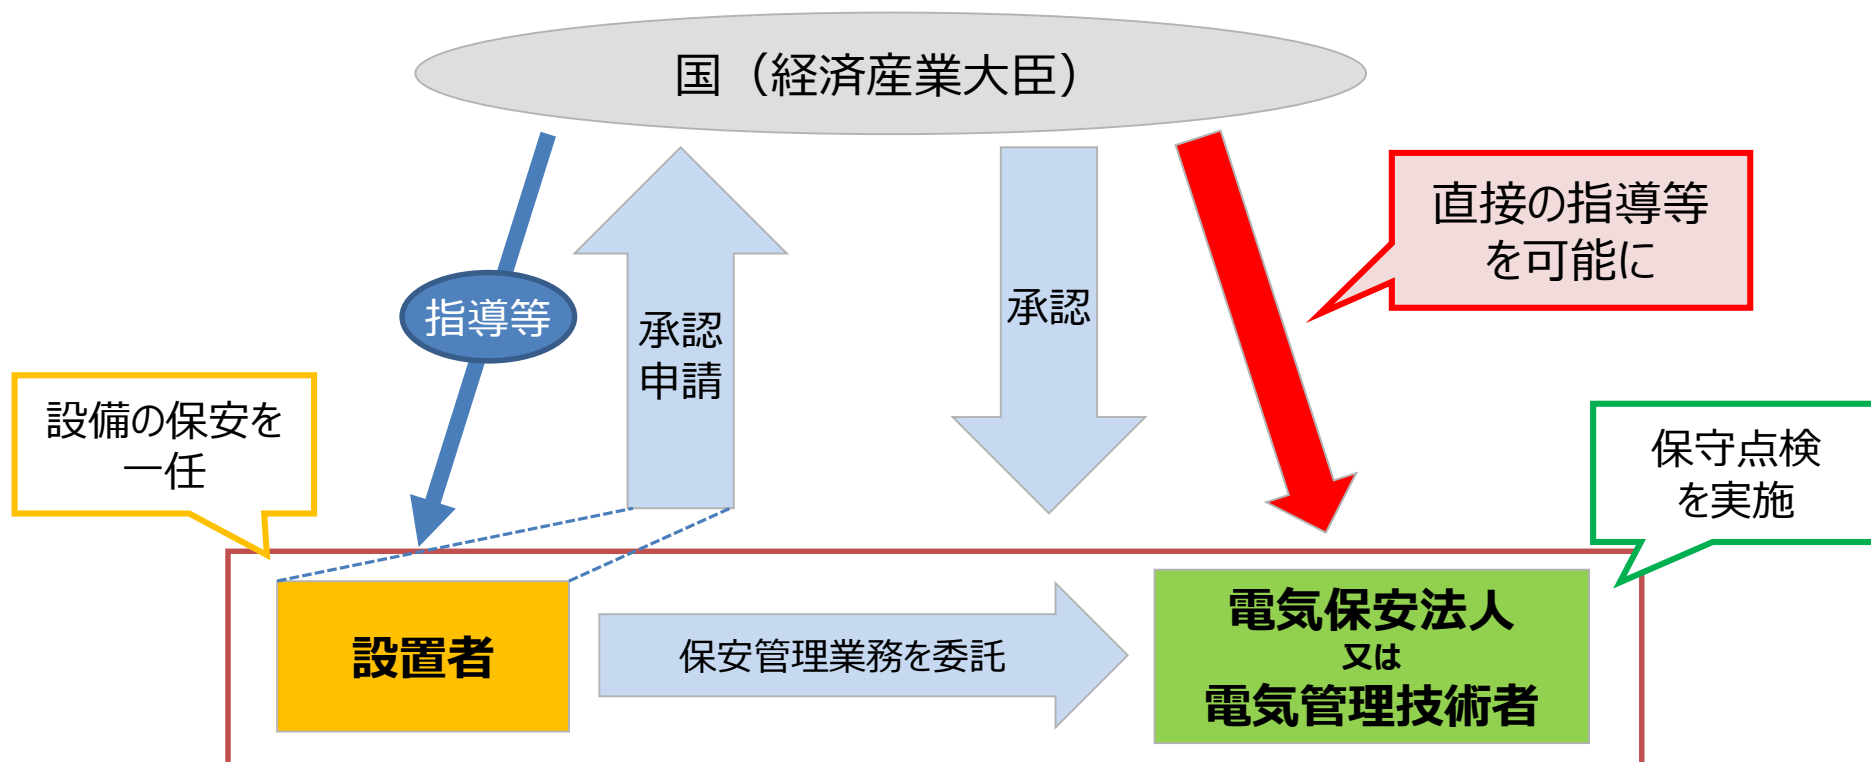 国（経済産業大臣）
直接の指導等
を可能に
指導等
承認
申請
承認
設備の保安を
一任
保守点検
を実施
設置者
保安管理業務を委託
電気保安法人
又は
電気管理技術者